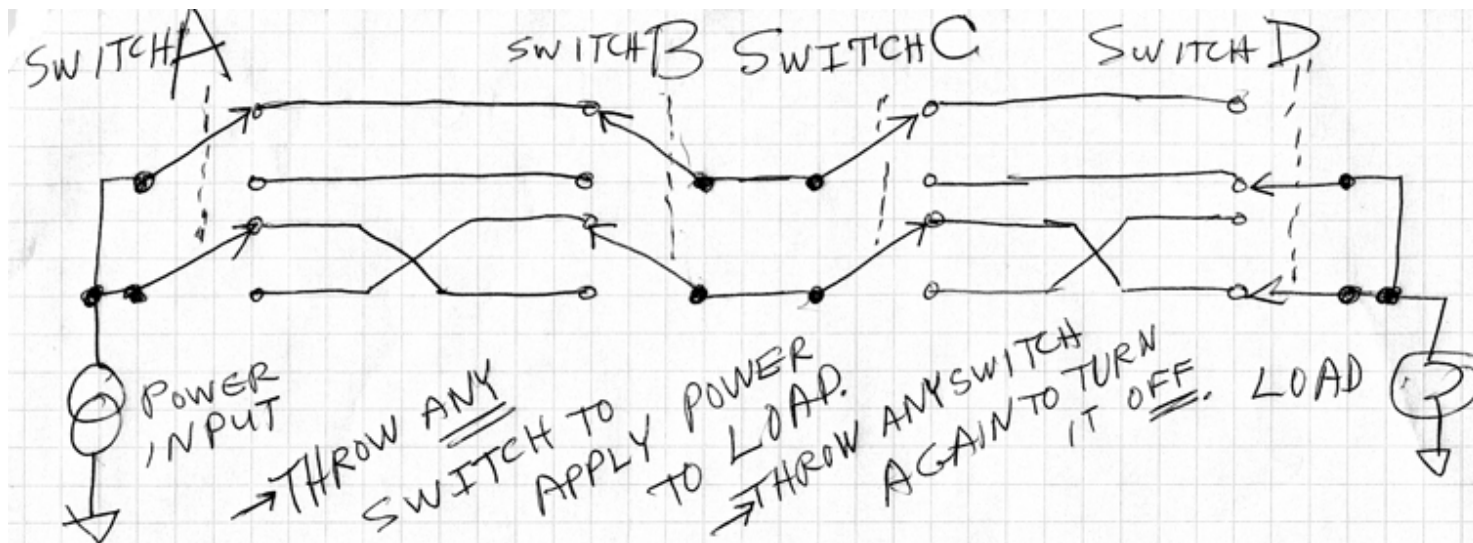 SWITCH A
SWITCH B
SWITCH C
SWITCH D
POWER
INPUT
→THROW ANY
SWITCH TO
APPLY POWER
TO LOAD.
→THROW ANY SWITCH
AGAIN TO TURN
IT OFF.
LOAD